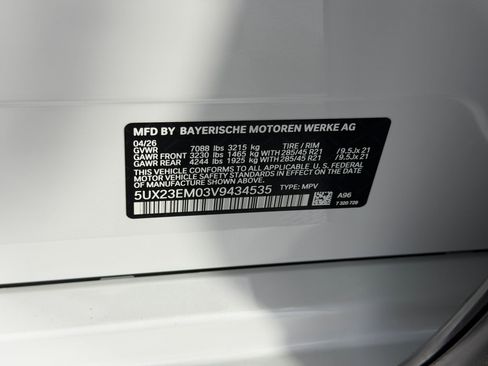 MFD BY BAYERISCHE MOTOREN WERKE AG
04/26 TIRE / RIM
GVWR 7088 lbs 3215 kg
GAWR FRONT 3230 lbs 1465 kg WITH 285/45 R21 / 9.5Jx 21
GAWR REAR 4244 lbs 1925 kg WITH 285/45 R21 / 9.5Jx 21
THIS VEHICLE CONFORMS TO ALL APPLICABLE U.S. FEDERAL MOTOR
VEHICLE SAFETY STANDARDS IN EFFECT ON THE DATE OF
MANUFACTURE SHOWN ABOVE.
5UX23EM03V9434535 TYPE: MPV A96
7 320 728